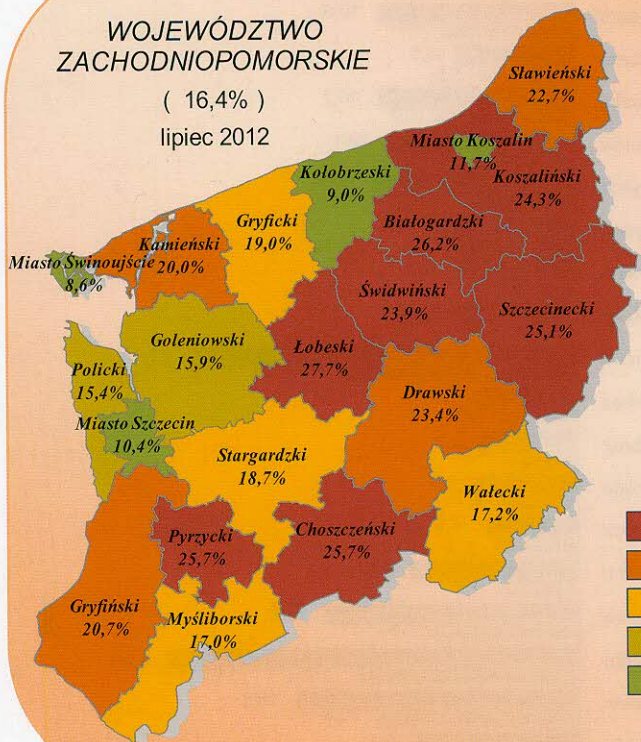 WOJEWÓDZTWO
ZACHODNIOPOMORSKIE
( 16,4% )
lipiec 2012
Sławieński
22,7%
Miasto Koszalin
11,7%
Koszaliński
24,3%
Kołobrzeski
9,0%
Białogardzki
26,2%
Gryficki
19,0%
Kamieński
20,0%
Miasto Świnoujście
8,6%
Świdwiński
23,9%
Szczecinecki
25,1%
Goleniowski
15,9%
Łobeski
27,7%
Policki
15,4%
Drawski
23,4%
Miasto Szczecin
10,4%
Stargardzki
18,7%
Wałecki
17,2%
Pyrzycki
25,7%
Choszczeński
25,7%
Gryfiński
20,7%
Myśliborski
17,0%